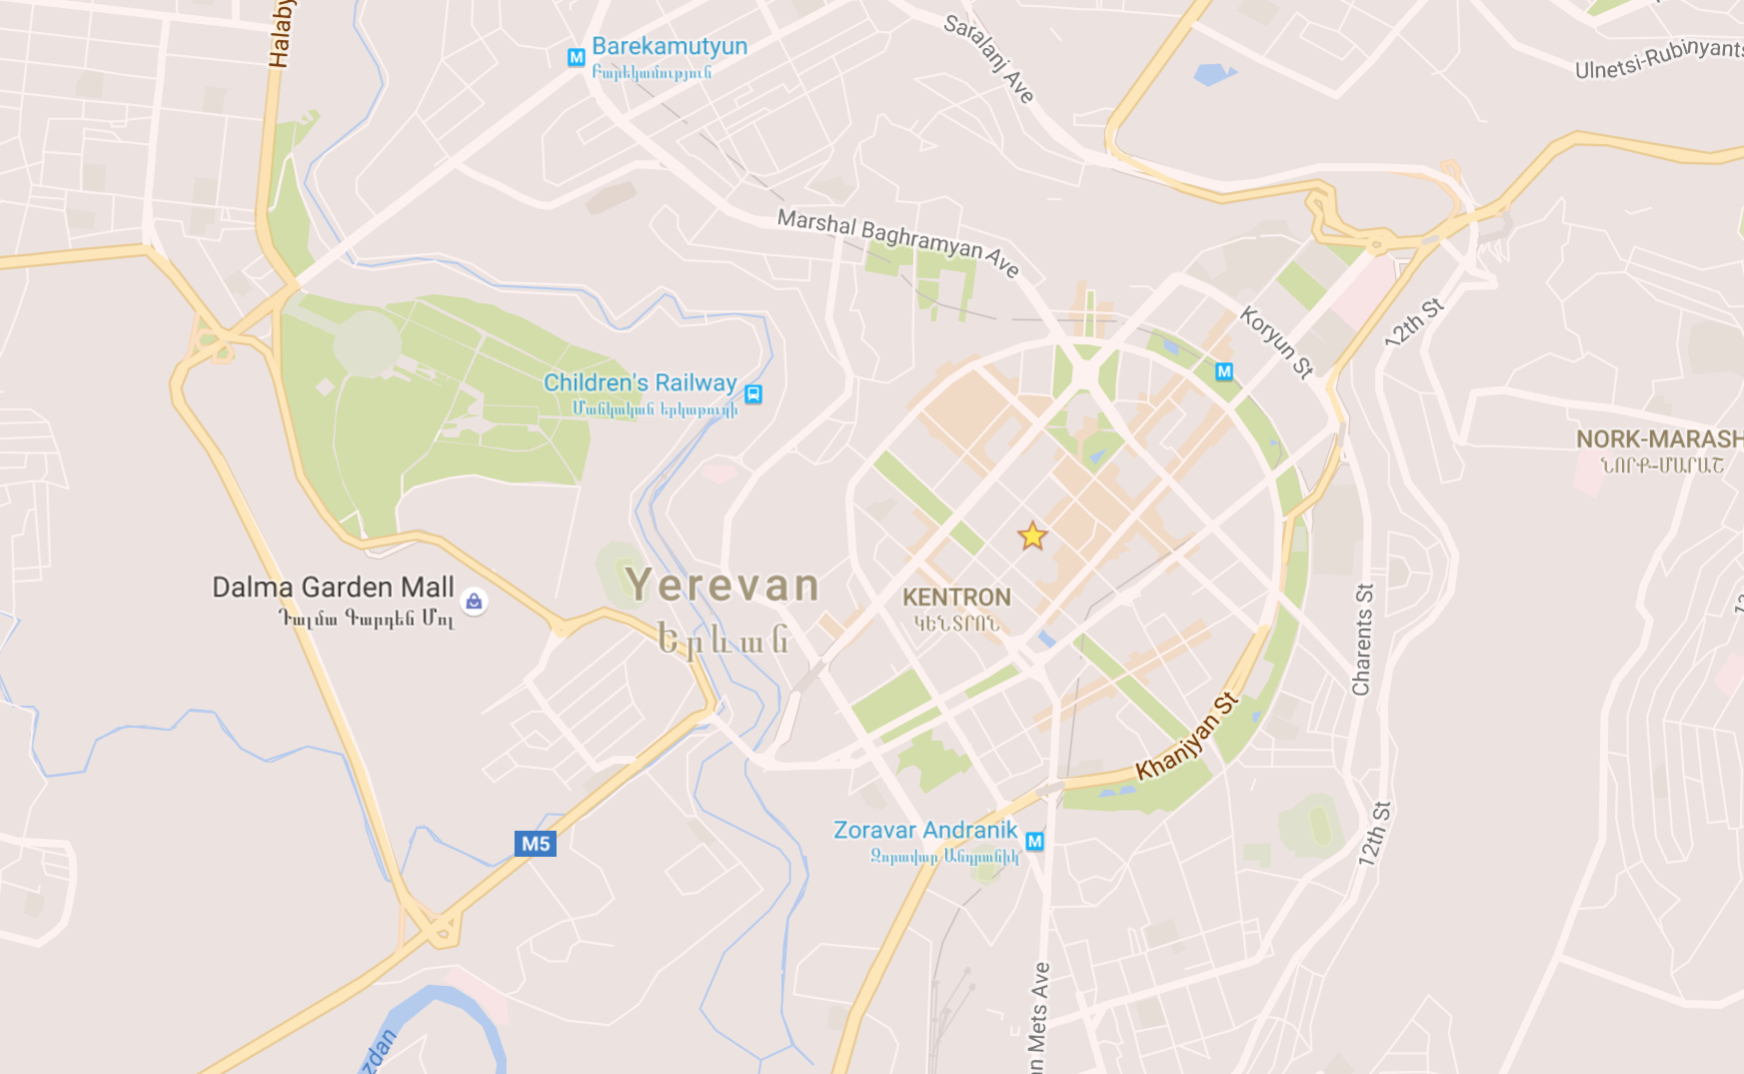 Halaby
Barekamutyun
Բարեկամություն
Saralanj Ave
Ulnetsi-Rubinyants
Marshal Baghramyan Ave
Koryun St
12th St
Children's Railway
Մանկական երկաթուղի
NORK-MARASH
ՆՈՐՔ-ՄԱՐԱՇ
Dalma Garden Mall
Դալմա Գարդեն Մոլ
Yerevan
Երևան
KENTRON
ԿԵՆՏՐՈՆ
Charents St
Khanjyan St
Zoravar Andranik
Զորավար Անդրանիկ
M5
12th St
zdan
n Mets Ave